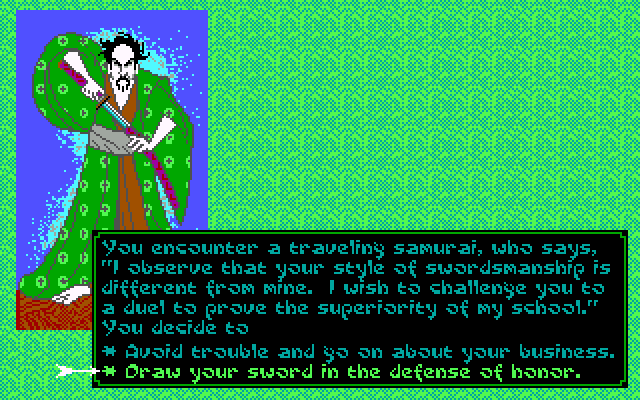 You encounter a traveling samurai, who says,
"I observe that your style of swordsmanship is
different from mine.  I wish to challenge you to
a duel to prove the superiority of my school."
You decide to
* Avoid trouble and go on about your business.
* Draw your sword in the defense of honor.